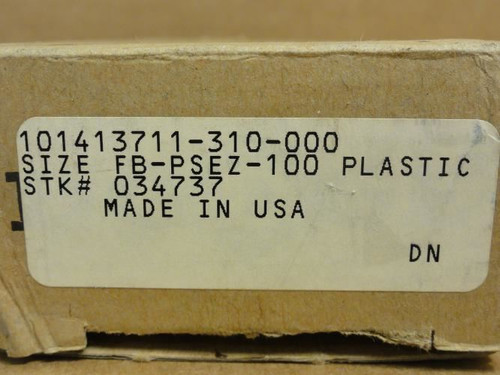 101413711-310-000
SIZE FB-PSEZ-100 PLASTIC
STK# 034737
MADE IN USA
DN